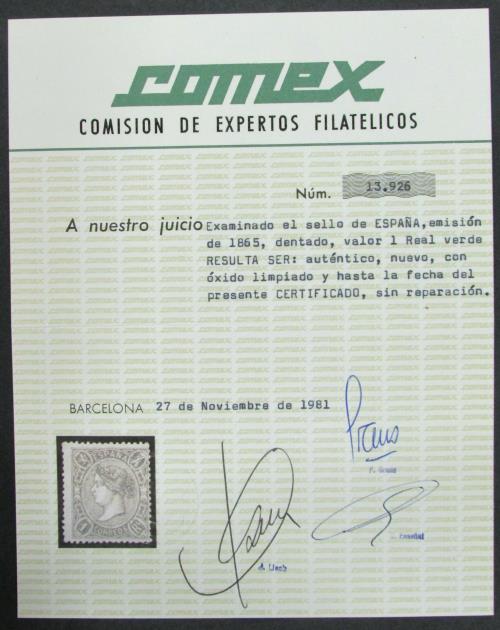 comex
COMISION DE EXPERTOS FILATELICOS
Núm. 13.926
A nuestro juicio Examinado el sello de ESPAÑA,emisión
de 1865, dentado, valor 1 Real verde
RESULTA SER: auténtico, nuevo, con
óxido limpiado y hasta la fecha del
presente CERTIFICADO, sin reparación.
BARCELONA 27 de Noviembre de 1981
ESPAÑA
CORREOS
A. Llach